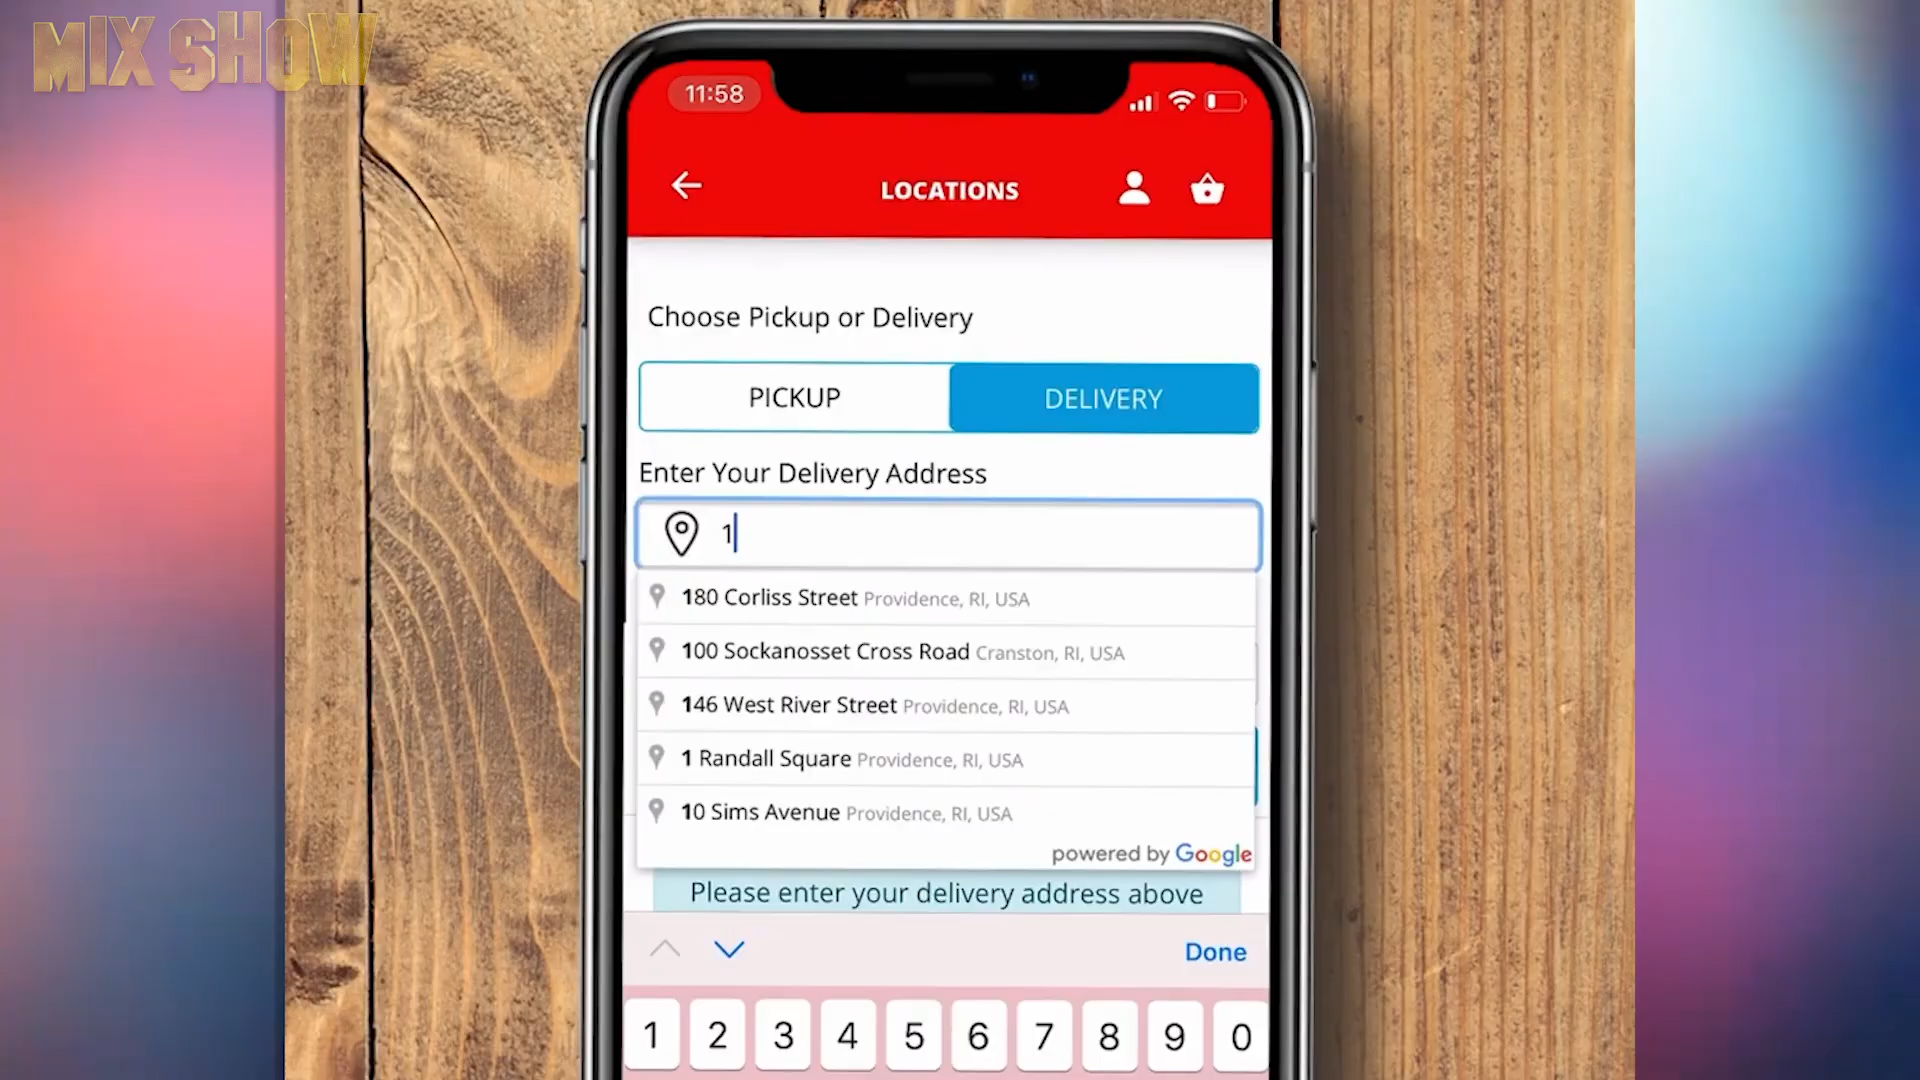 MIX SHOW
11:58
LOCATIONS
Choose Pickup or Delivery
PICKUP
DELIVERY
Enter Your Delivery Address
1
180 Corliss Street Providence, RI, USA
100 Sockanosset Cross Road Cranston, RI, USA
146 West River Street Providence, RI, USA
1 Randall Square Providence, RI, USA
10 Sims Avenue Providence, RI, USA
powered by Google
Please enter your delivery address above
Done
1 2 3 4 5 6 7 8 9 0